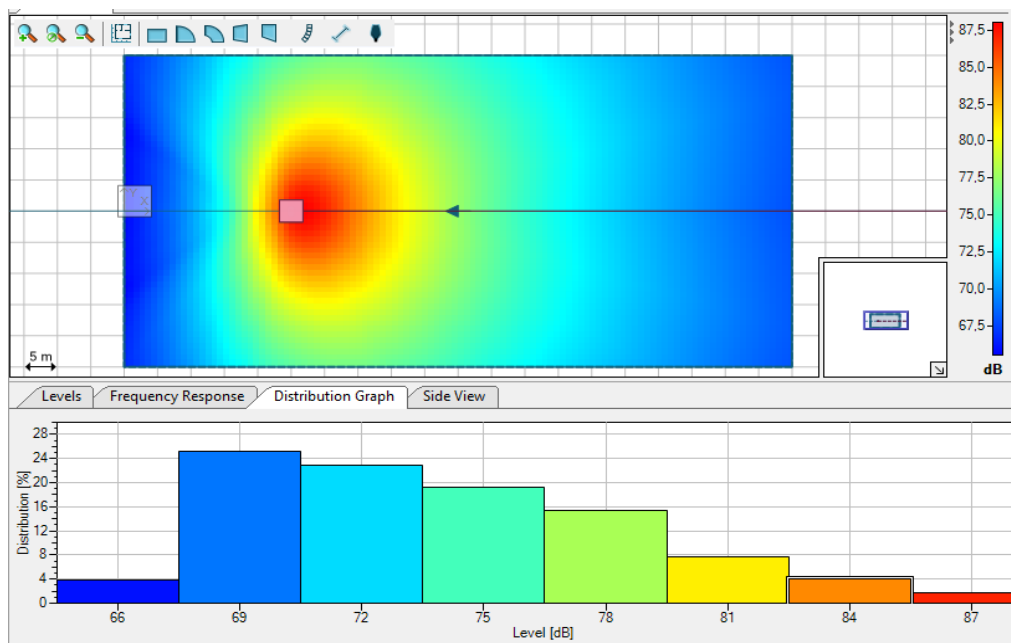 87.5
85.0
82.5
80.0
77.5
75.0
72.5
70.0
67.5
dB
Y
X
5 m
Levels
Frequency Response
Distribution Graph
Side View
Distribution [%]
28
24
20
16
12
8
4
0
66 69 72 75 78 81 84 87
Level [dB]